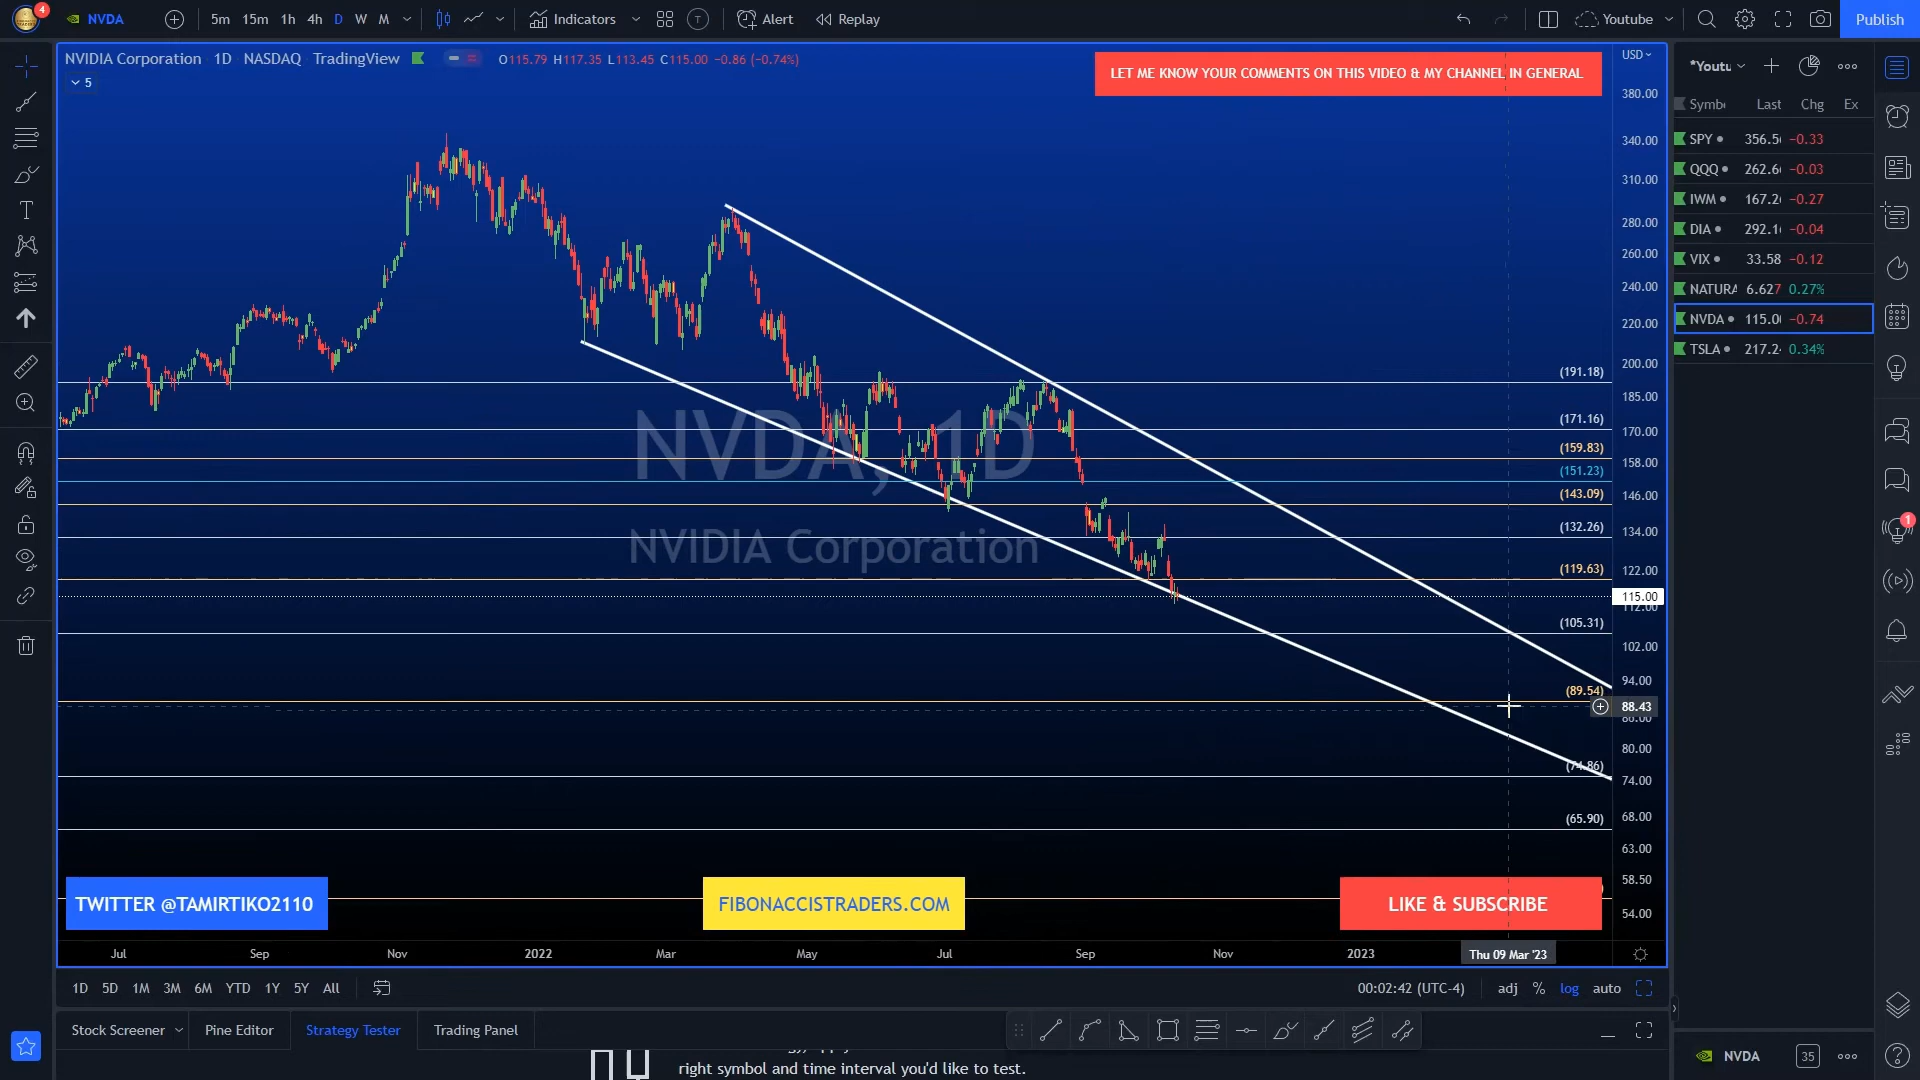 4
NVDA
5m 15m 1h 4h D W M
Indicators
T
Alert
Replay
Youtube
Publish
NVIDIA Corporation 1D NASDAQ TradingView
O115.79 H117.35 L113.45 C115.00 −0.86 (−0.74%)
5
LET ME KNOW YOUR COMMENTS ON THIS VIDEO & MY CHANNEL IN GENERAL
USD
380.00
340.00
310.00
280.00
260.00
240.00
220.00
200.00
185.00
170.00
158.00
146.00
134.00
122.00
115.00
112.00
102.00
94.00
88.43
86.00
80.00
74.00
68.00
63.00
58.50
54.00
(191.18)
(171.16)
(159.83)
(151.23)
(143.09)
(132.26)
(119.63)
(105.31)
(89.54)
(74.86)
(65.90)
NVDA, 1D
NVIDIA Corporation
TWITTER @TAMIRTIKO2110
FIBONACCISTRADERS.COM
LIKE & SUBSCRIBE
Jul Sep Nov 2022 Mar May Jul Sep Nov 2023 Thu 09 Mar '23
1D 5D 1M 3M 6M YTD 1Y 5Y All
00:02:42 (UTC-4)
adj % log auto
Stock Screener
Pine Editor
Strategy Tester
Trading Panel
right symbol and time interval you'd like to test.
*Youtu
Symb Last Chg Ex
SPY 356.5 −0.33
QQQ 262.6 −0.03
IWM 167.2 −0.27
DIA 292.1 −0.04
VIX 33.58 −0.12
NATURA 6.627 0.27%
NVDA 115.0 −0.74
TSLA 217.2 0.34%
1
NVDA
35